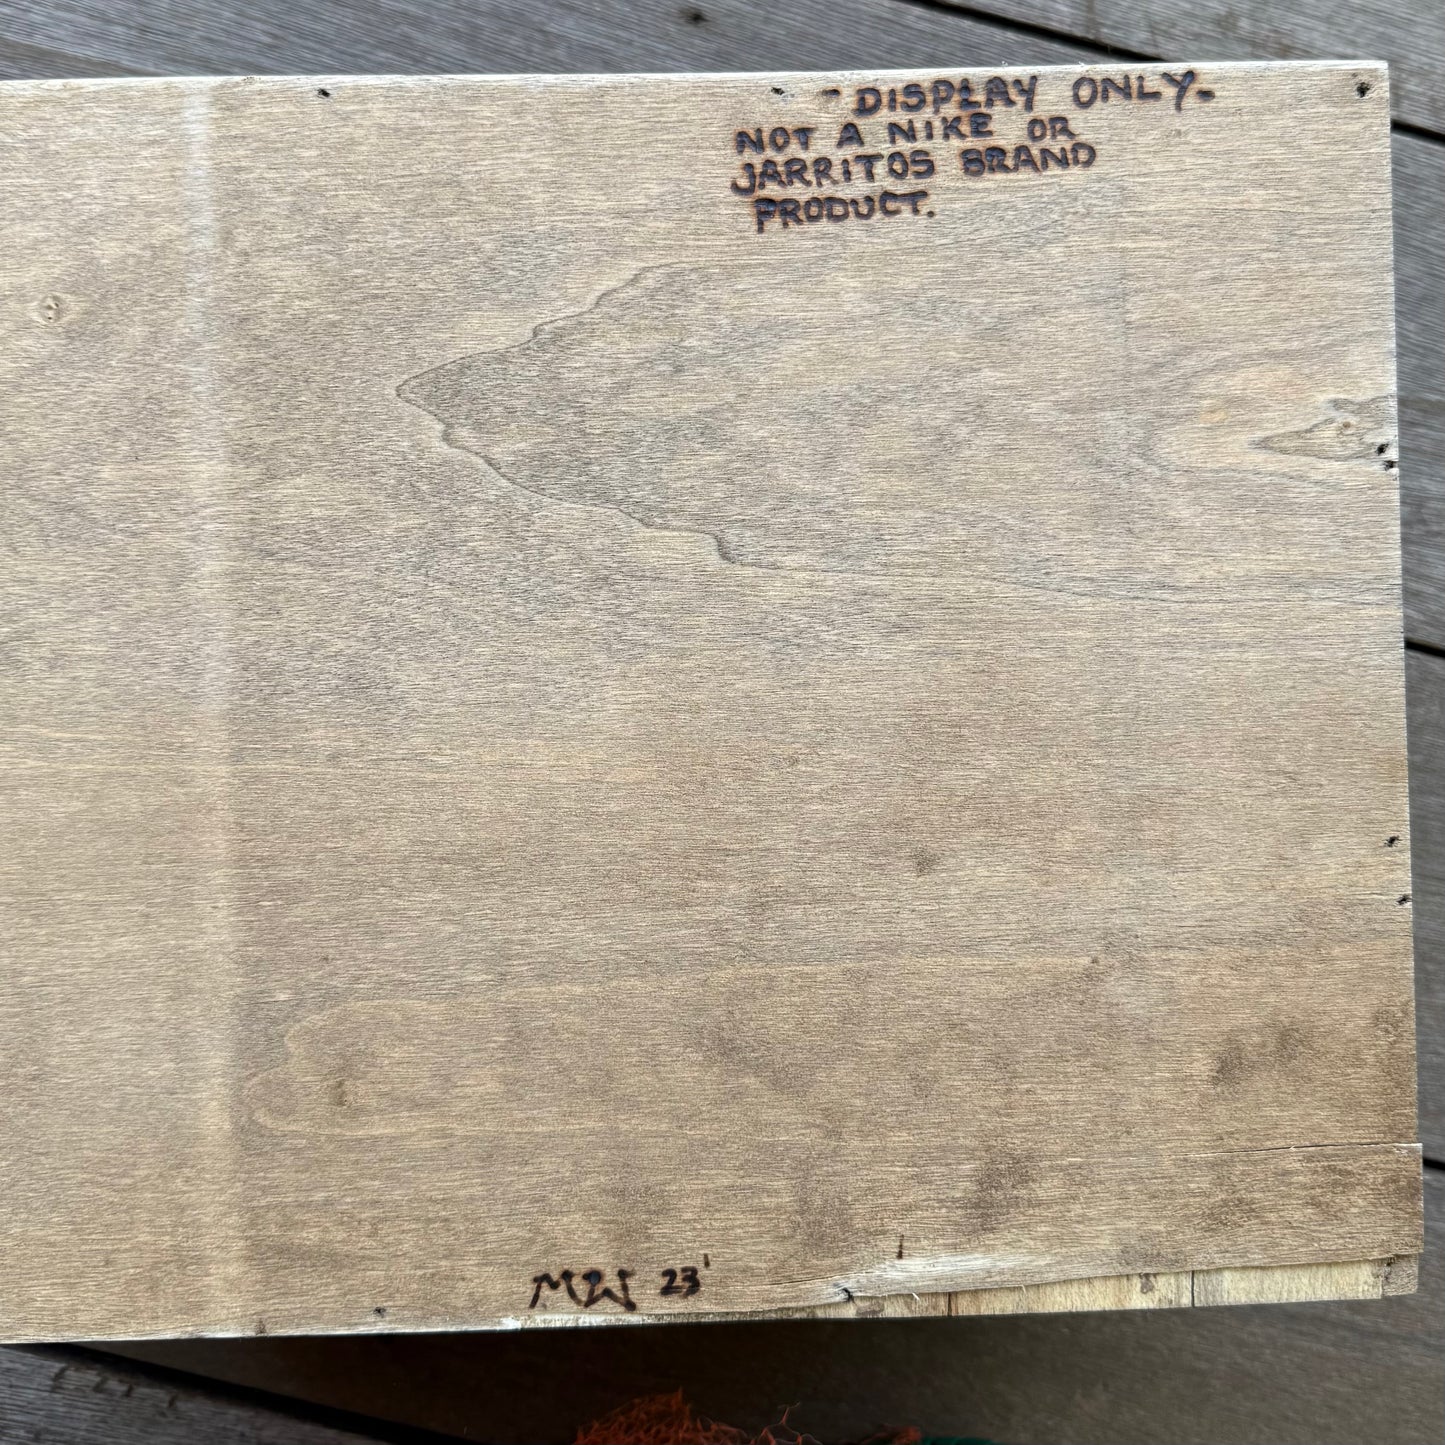 -DISPLAY ONLY-
NOT A NIKE OR
JARRITOS BRAND
PRODUCT.
MW 23'